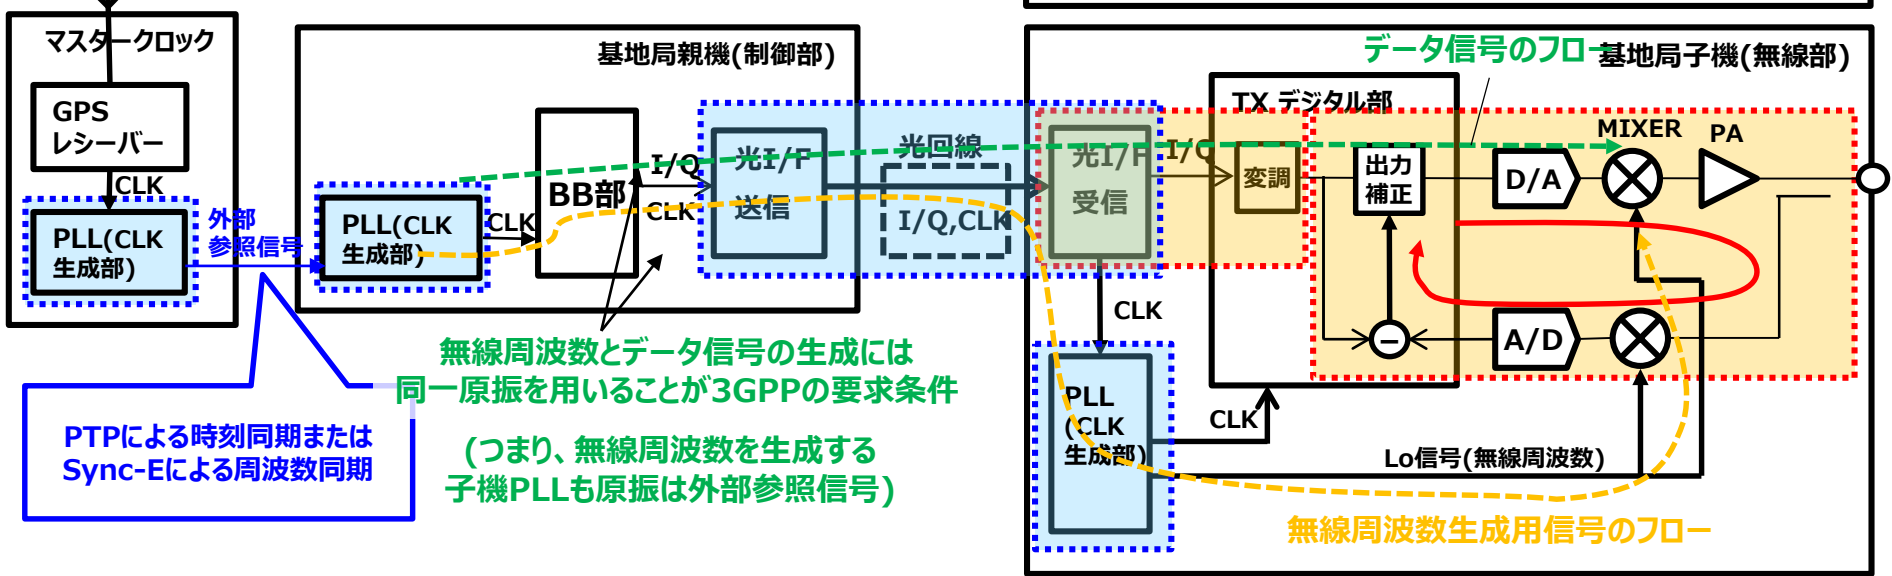 マスタークロック
GPS
レシーバー
CLK
PLL(CLK
生成部)
外部
参照信号
PTPによる時刻同期または
Sync-Eによる周波数同期
基地局親機(制御部)
PLL(CLK
生成部)
CLK
BB部
I/Q
CLK
光I/F
送信
光回線
I/Q,CLK
無線周波数とデータ信号の生成には
同一原振を用いることが3GPPの要求条件
(つまり、無線周波数を生成する
子機PLLも原振は外部参照信号)
データ信号のフロー
基地局子機(無線部)
TX デジタル部
光I/F
受信
I/Q
変調
出力
補正
D/A
MIXER
PA
CLK
−
A/D
PLL
(CLK
生成部)
CLK
Lo信号(無線周波数)
無線周波数生成用信号のフロー